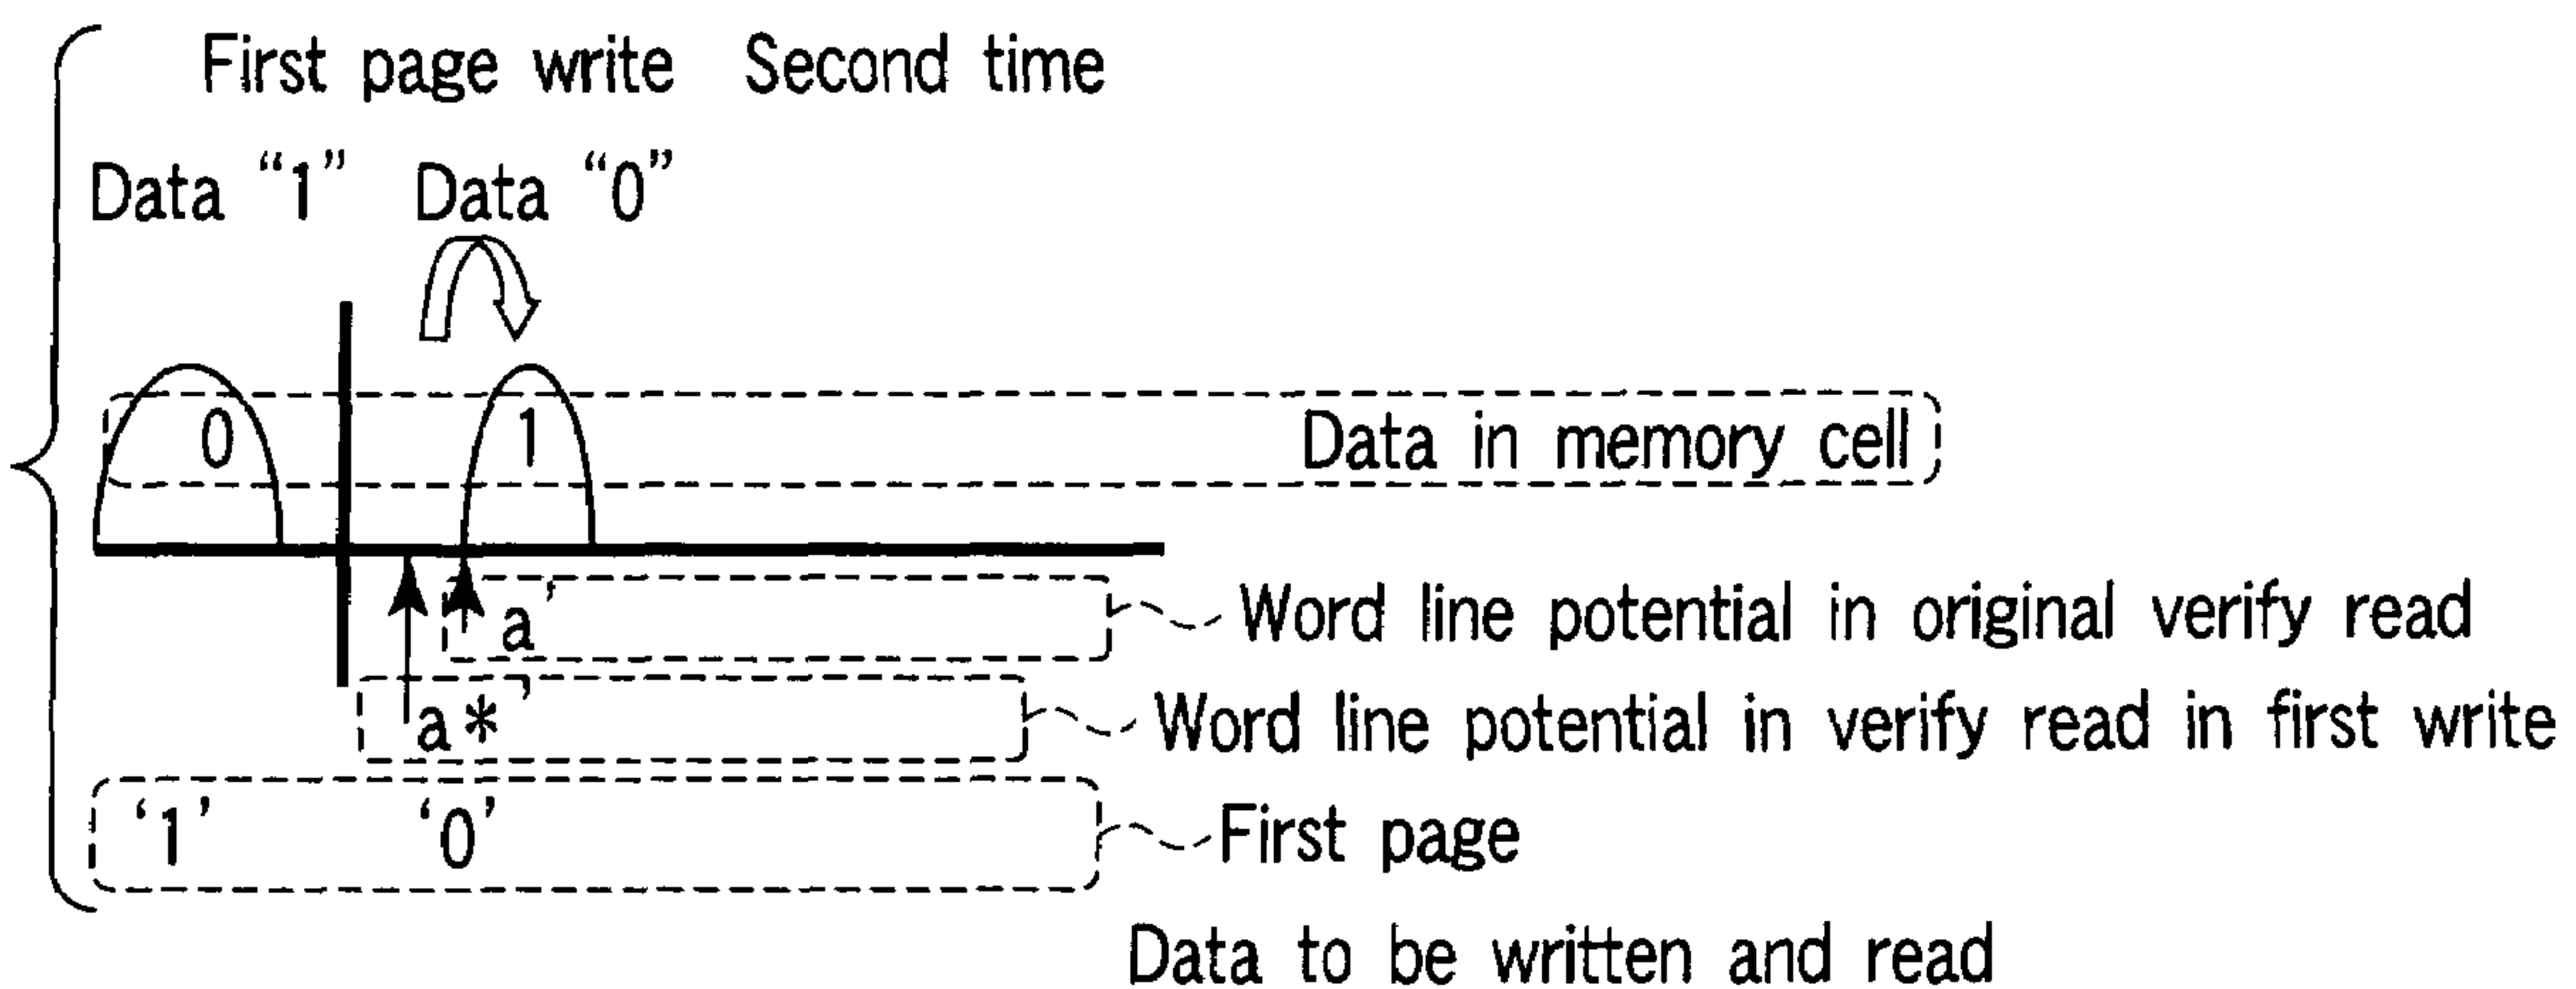 First page write Second time
Data “1” Data “0”
0 1 Data in memory cell
a′ Word line potential in original verify read
a*′ Word line potential in verify read in first write
‘1’ ‘0’ First page
Data to be written and read